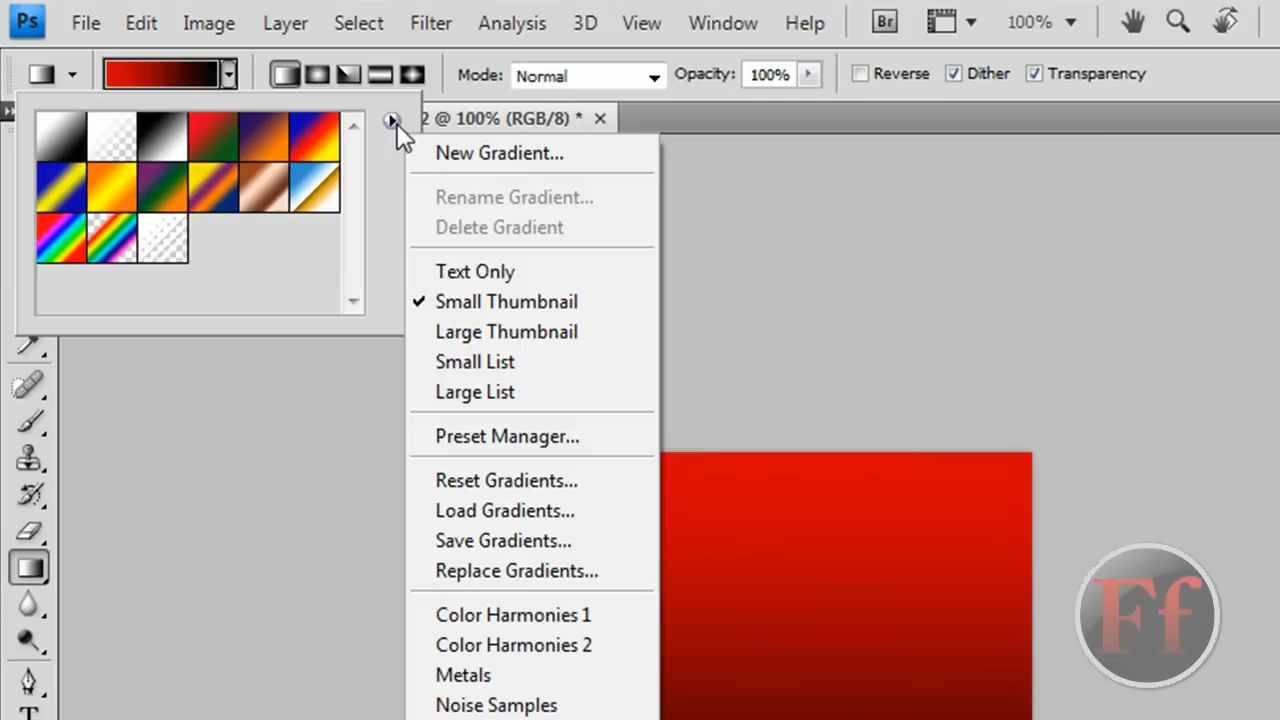 Ps File Edit Image Layer Select Filter Analysis 3D View Window Help Br 100%
Mode: Normal Opacity: 100% Reverse Dither Transparency
2 @ 100% (RGB/8) *
New Gradient...
Rename Gradient...
Delete Gradient
Text Only
Small Thumbnail
Large Thumbnail
Small List
Large List
Preset Manager...
Reset Gradients...
Load Gradients...
Save Gradients...
Replace Gradients...
Color Harmonies 1
Color Harmonies 2
Metals
Noise Samples
Ff